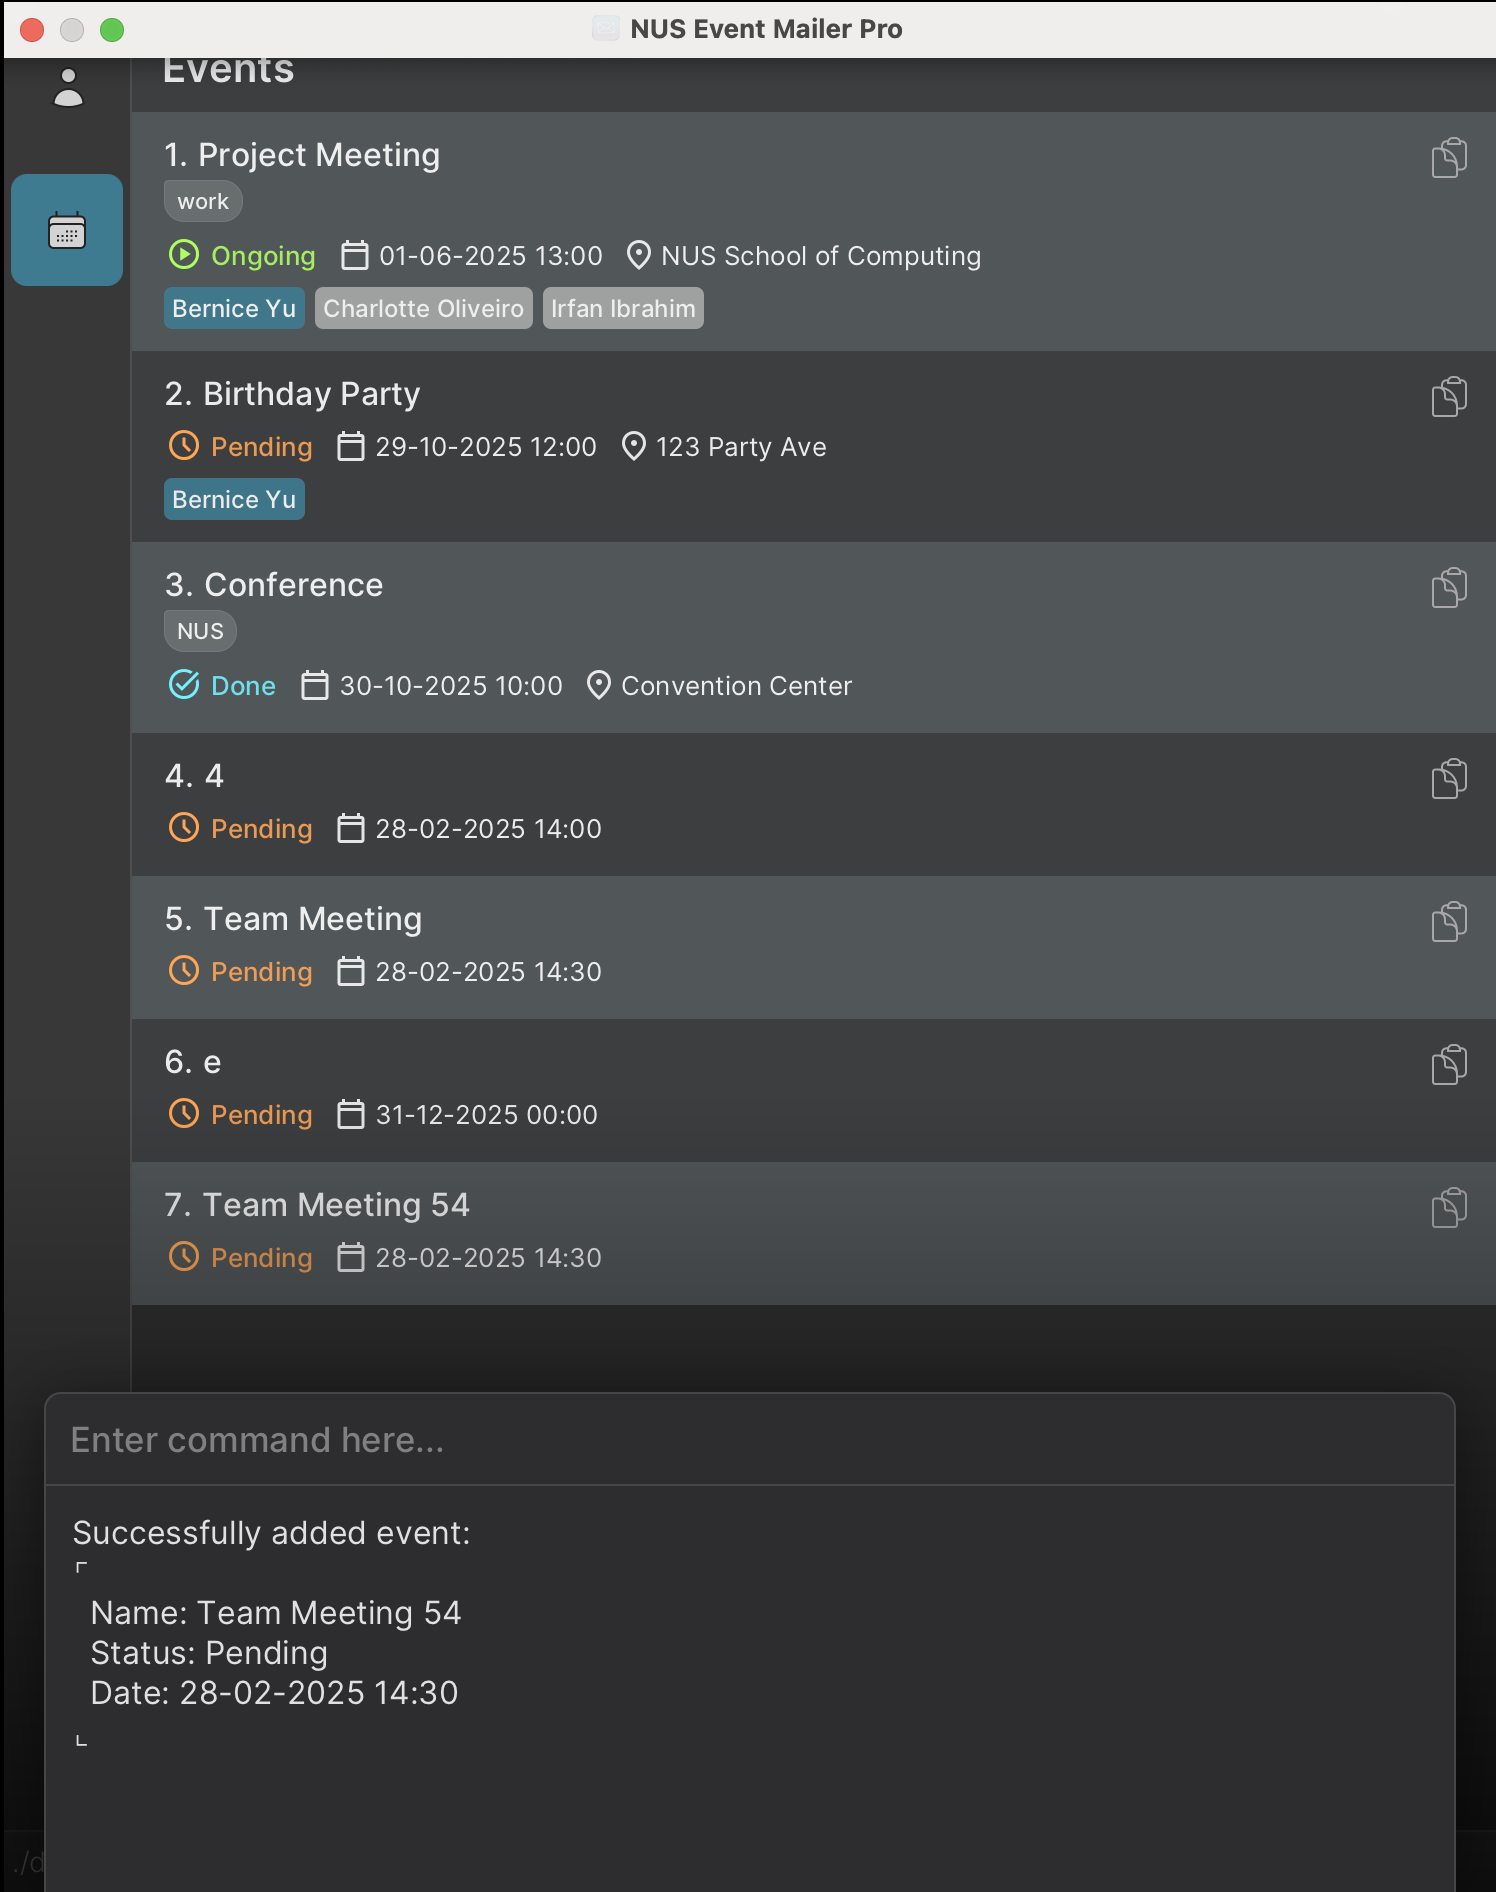 NUS Event Mailer Pro
Events
1. Project Meeting
work
Ongoing 01-06-2025 13:00 NUS School of Computing
Bernice Yu Charlotte Oliveiro Irfan Ibrahim
2. Birthday Party
Pending 29-10-2025 12:00 123 Party Ave
Bernice Yu
3. Conference
NUS
Done 30-10-2025 10:00 Convention Center
4. 4
Pending 28-02-2025 14:00
5. Team Meeting
Pending 28-02-2025 14:30
6. e
Pending 31-12-2025 00:00
7. Team Meeting 54
Pending 28-02-2025 14:30
Enter command here...
Successfully added event:
⌜
Name: Team Meeting 54
Status: Pending
Date: 28-02-2025 14:30
⌞
./d